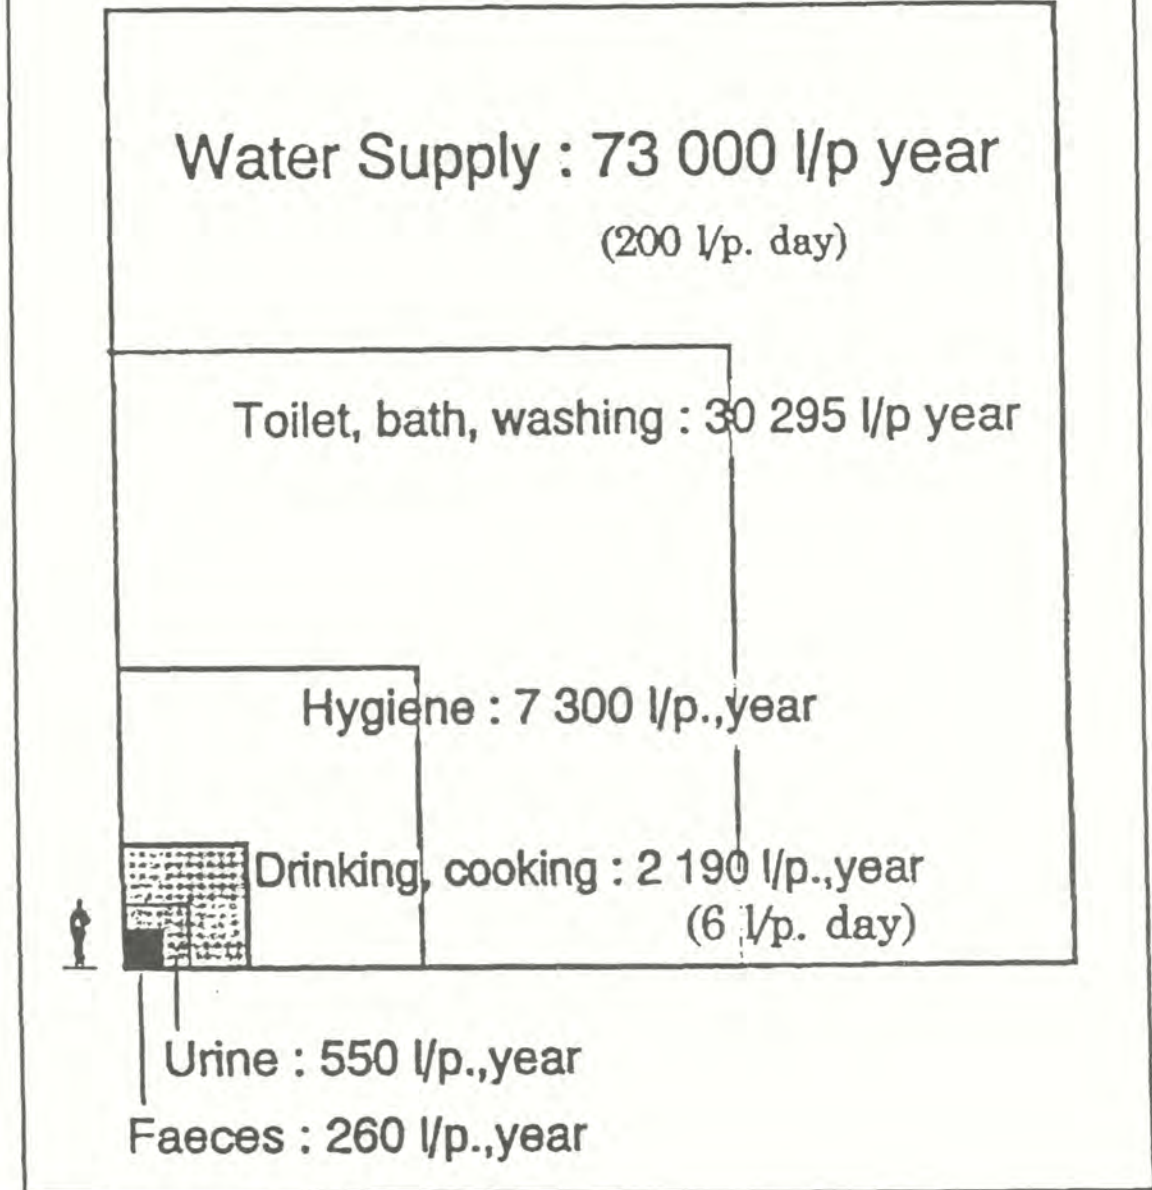 Water Supply : 73 000 l/p year
(200 l/p. day)
Toilet, bath, washing : 30 295 l/p year
Hygiene : 7 300 l/p.,year
Drinking, cooking : 2 190 l/p.,year
(6 l/p. day)
Urine : 550 l/p.,year
Faeces : 260 l/p.,year